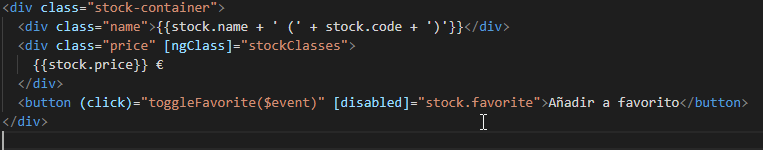 <div class="stock-container">
<div class="name">{{stock.name + ' (' + stock.code + ')'}}</div>
<div class="price" [ngClass]="stockClasses">
{{stock.price}} €
</div>
<button (click)="toggleFavorite($event)" [disabled]="stock.favorite">Añadir a favorito</button>
</div>